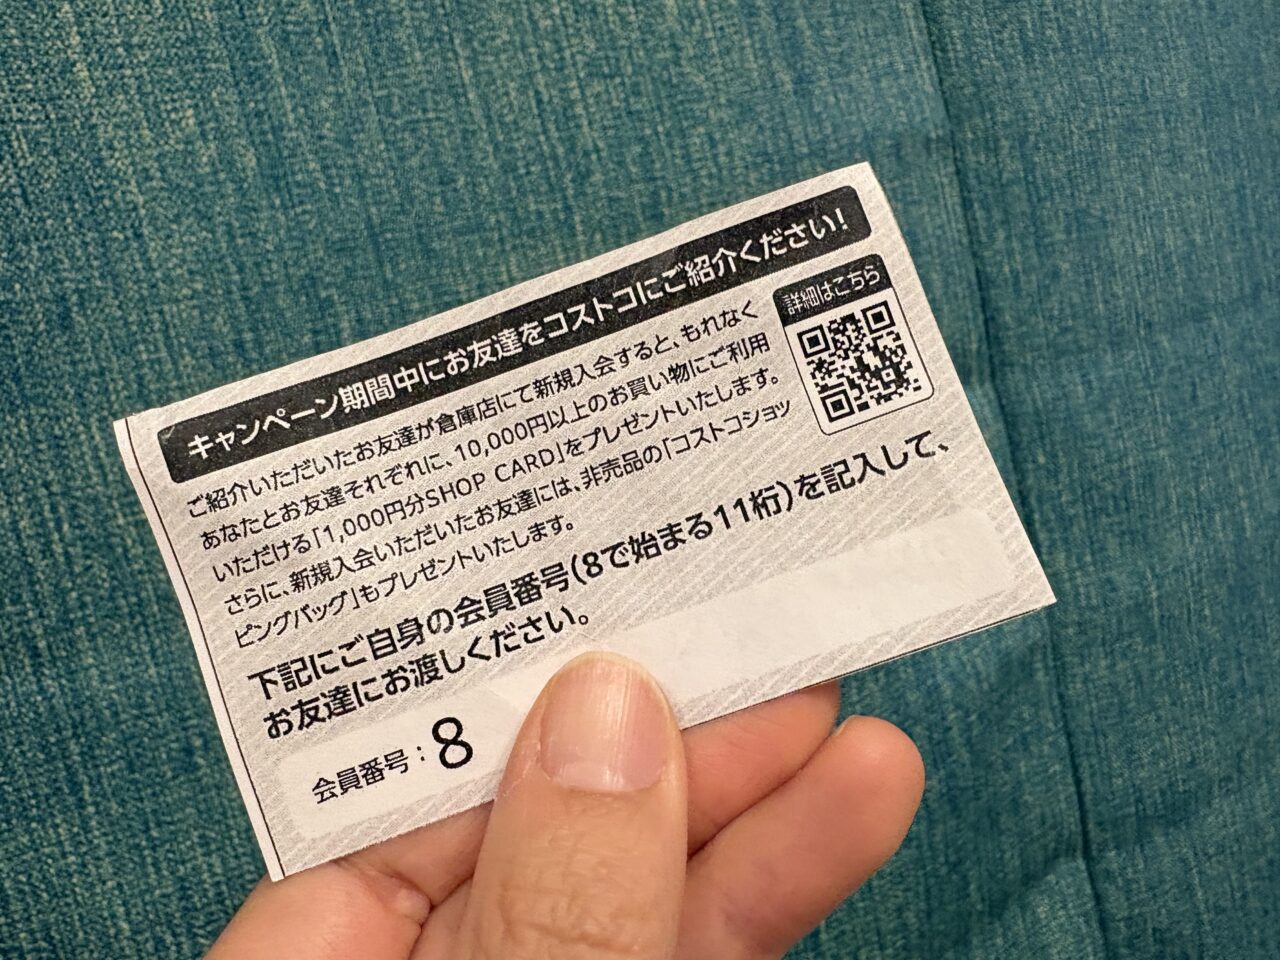 キャンペーン期間中にお友達をコストコにご紹介ください!
詳細はこちら
ご紹介いただいたお友達が倉庫店にて新規入会すると、もれなく
あなたとお友達それぞれに、10,000円以上のお買い物にご利用
いただける「1,000円分SHOP CARD」をプレゼントいたします。
さらに、新規入会いただいたお友達には、非売品の「コストコショッ
ピングバッグ」もプレゼントいたします。
下記にご自身の会員番号(8で始まる11桁)を記入して、
お友達にお渡しください。
会員番号:8